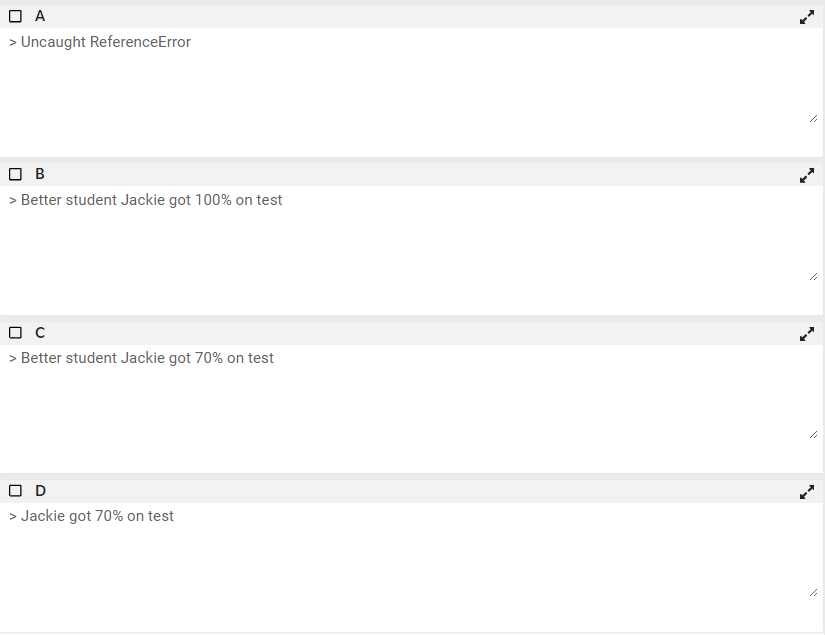 A
> Uncaught ReferenceError
B
> Better student Jackie got 100% on test
C
> Better student Jackie got 70% on test
D
> Jackie got 70% on test